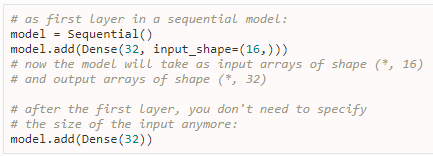 # as first layer in a sequential model:
model = Sequential()
model.add(Dense(32, input_shape=(16,)))
# now the model will take as input arrays of shape (*, 16)
# and output arrays of shape (*, 32)

# after the first layer, you don't need to specify
# the size of the input anymore:
model.add(Dense(32))